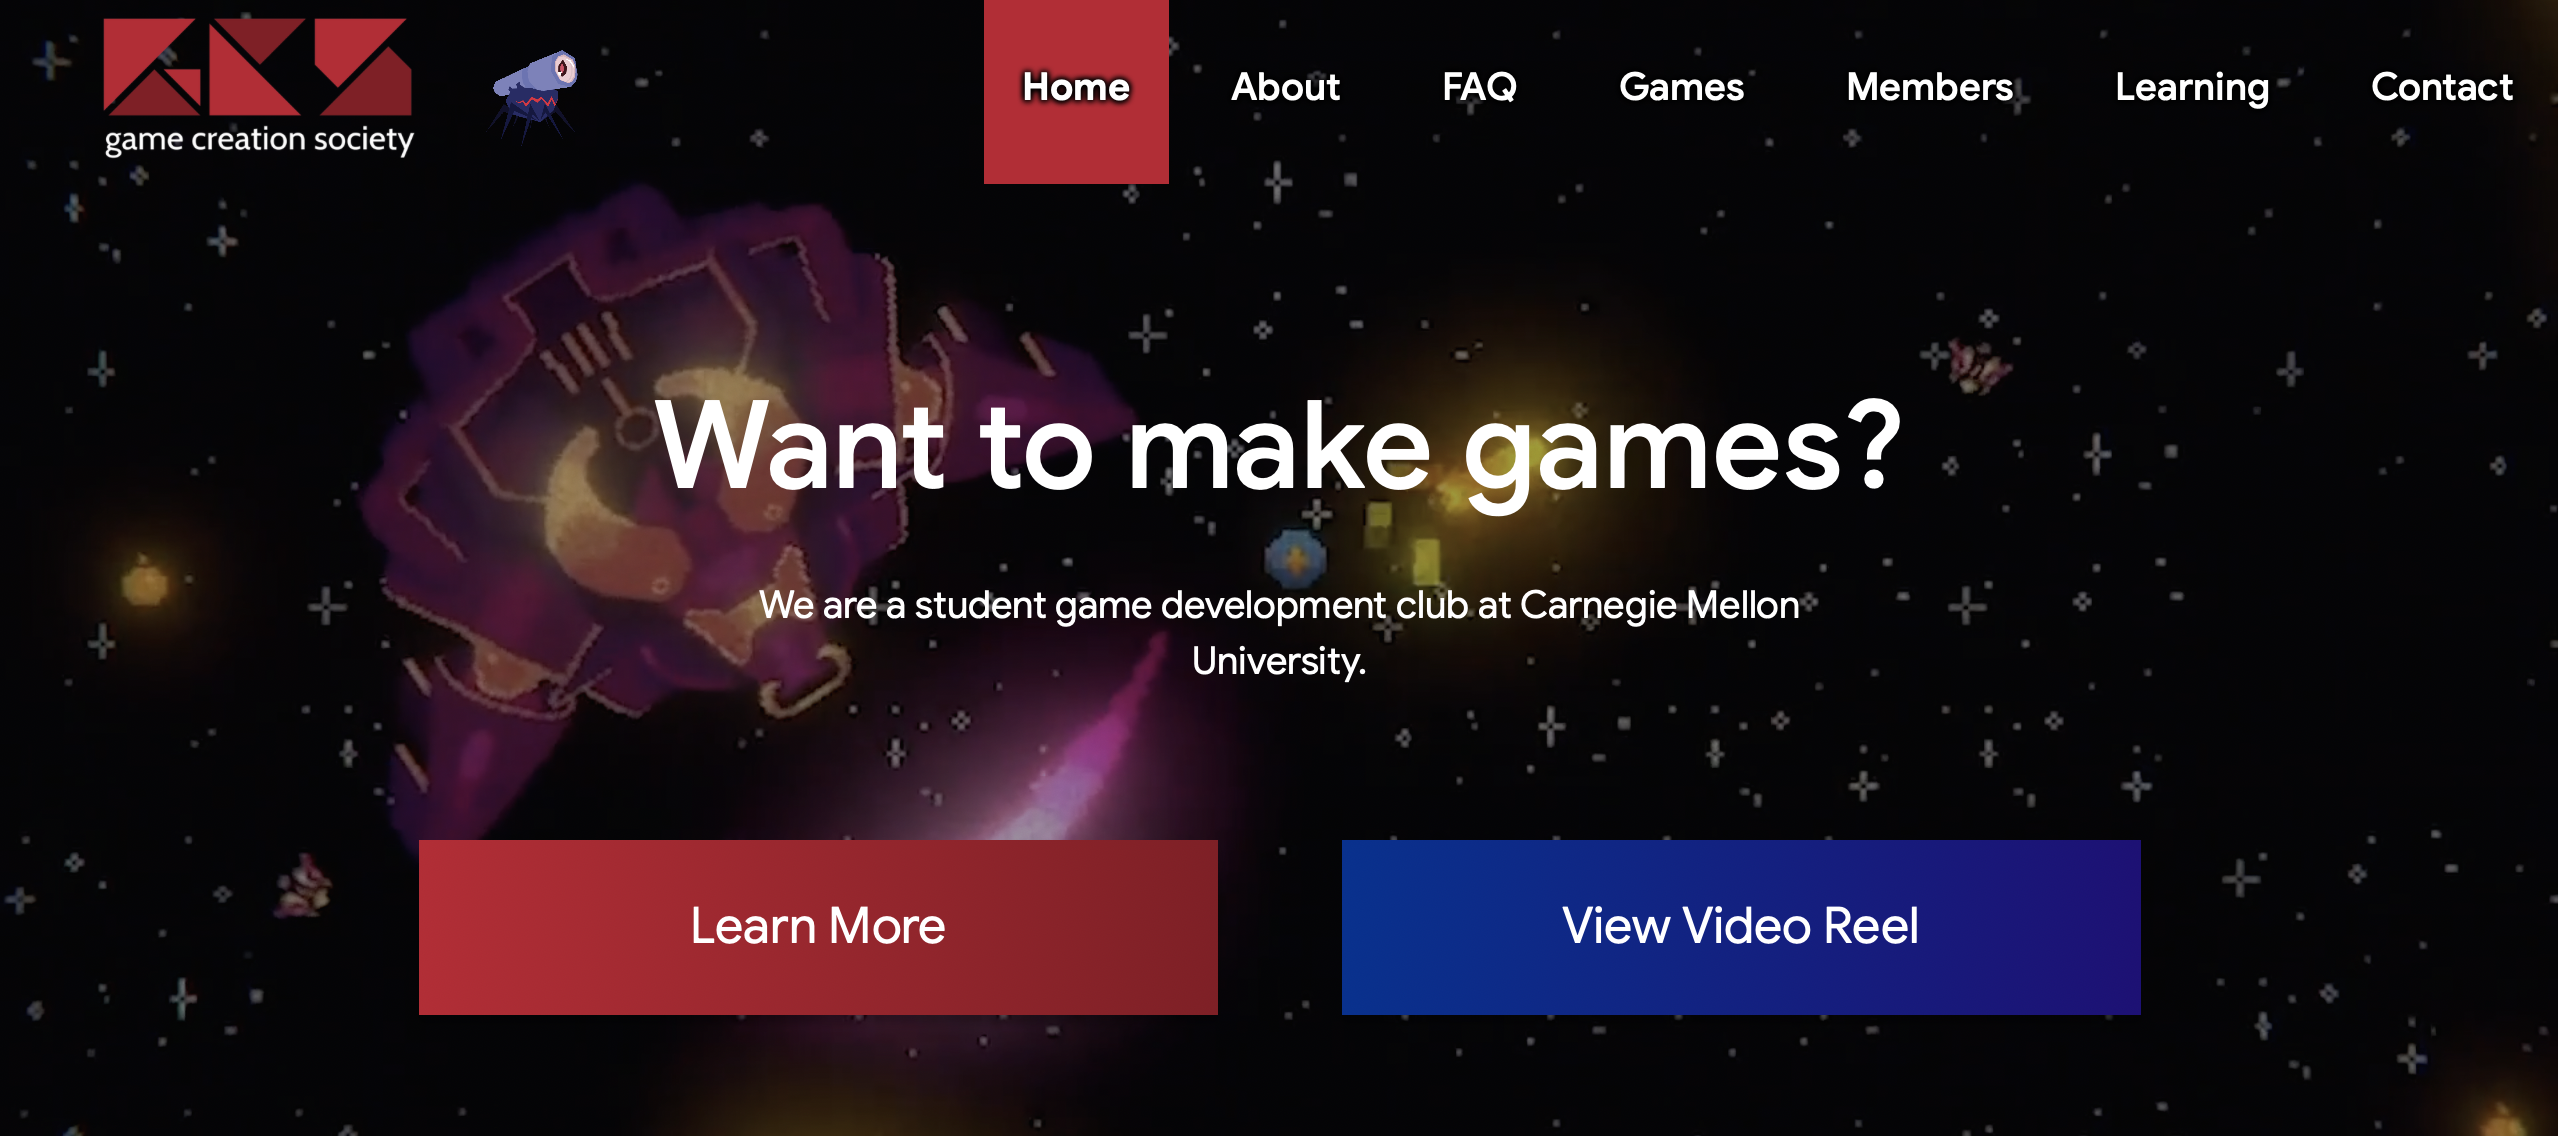 game creation society
Home About FAQ Games Members Learning Contact
Want to make games?
We are a student game development club at Carnegie Mellon
University.
Learn More
View Video Reel